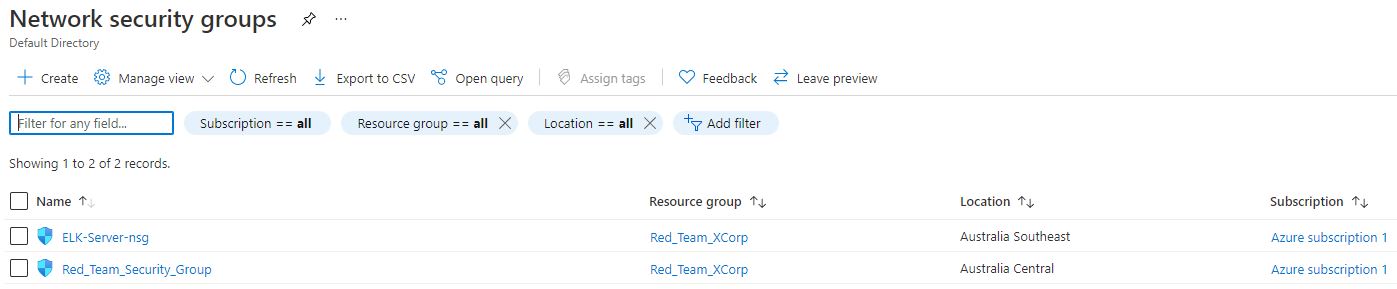 Network security groups
Default Directory
Create Manage view Refresh Export to CSV Open query Assign tags Feedback Leave preview
Filter for any field... Subscription == all Resource group == all Location == all Add filter
Showing 1 to 2 of 2 records.
Name Resource group Location Subscription
ELK-Server-nsg Red_Team_XCorp Australia Southeast Azure subscription 1
Red_Team_Security_Group Red_Team_XCorp Australia Central Azure subscription 1